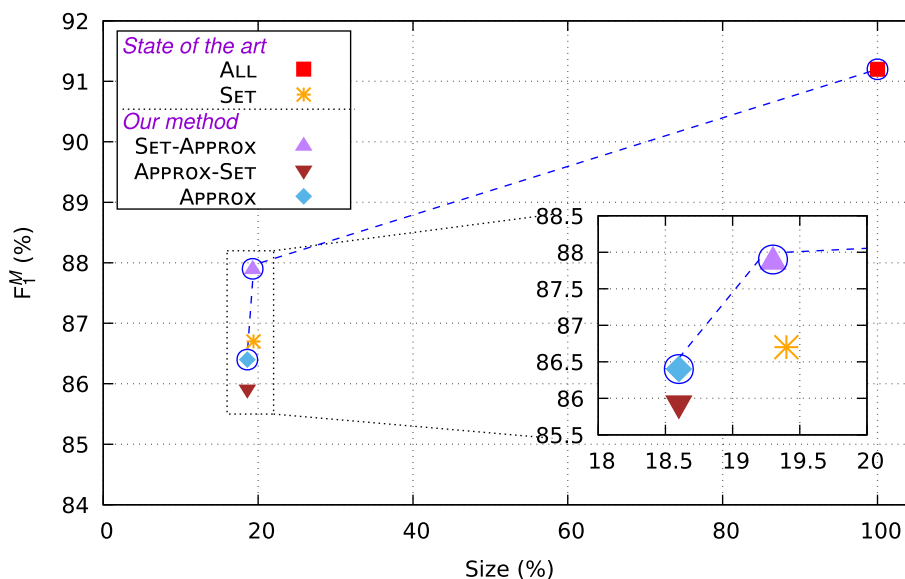 92
91
90
89
88
87
86
85
84
F₁ᴹ (%)
State of the art
ALL
SET
Our method
SET-APPROX
APPROX-SET
APPROX
88.5
88
87.5
87
86.5
86
85.5
18 18.5 19 19.5 20
0 20 40 60 80 100
Size (%)